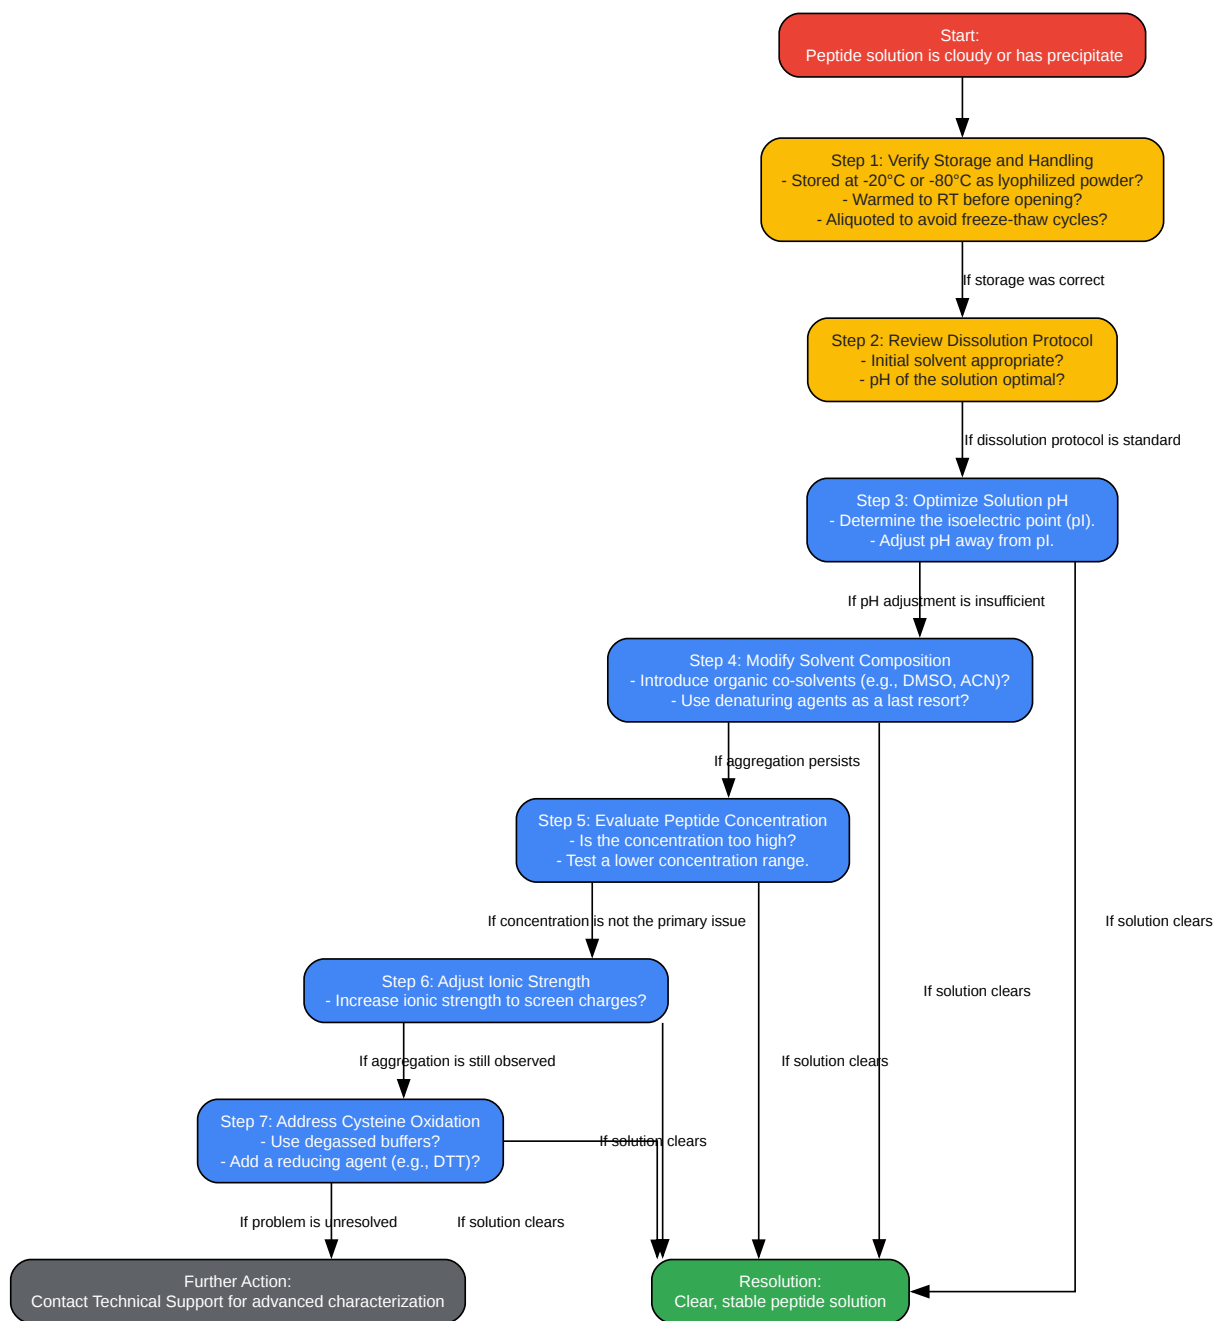 Start:
Peptide solution is cloudy or has precipitate
Step 1: Verify Storage and Handling
- Stored at -20°C or -80°C as lyophilized powder?
- Warmed to RT before opening?
- Aliquoted to avoid freeze-thaw cycles?
If storage was correct
Step 2: Review Dissolution Protocol
- Initial solvent appropriate?
- pH of the solution optimal?
If dissolution protocol is standard
Step 3: Optimize Solution pH
- Determine the isoelectric point (pI).
- Adjust pH away from pI.
If pH adjustment is insufficient
Step 4: Modify Solvent Composition
- Introduce organic co-solvents (e.g., DMSO, ACN)?
- Use denaturing agents as a last resort?
If aggregation persists
Step 5: Evaluate Peptide Concentration
- Is the concentration too high?
- Test a lower concentration range.
If concentration is not the primary issue
If solution clears
Step 6: Adjust Ionic Strength
- Increase ionic strength to screen charges?
If solution clears
If aggregation is still observed
If solution clears
Step 7: Address Cysteine Oxidation
- Use degassed buffers?
- Add a reducing agent (e.g., DTT)?
If solution clears
If problem is unresolved
If solution clears
Further Action:
Contact Technical Support for advanced characterization
Resolution:
Clear, stable peptide solution